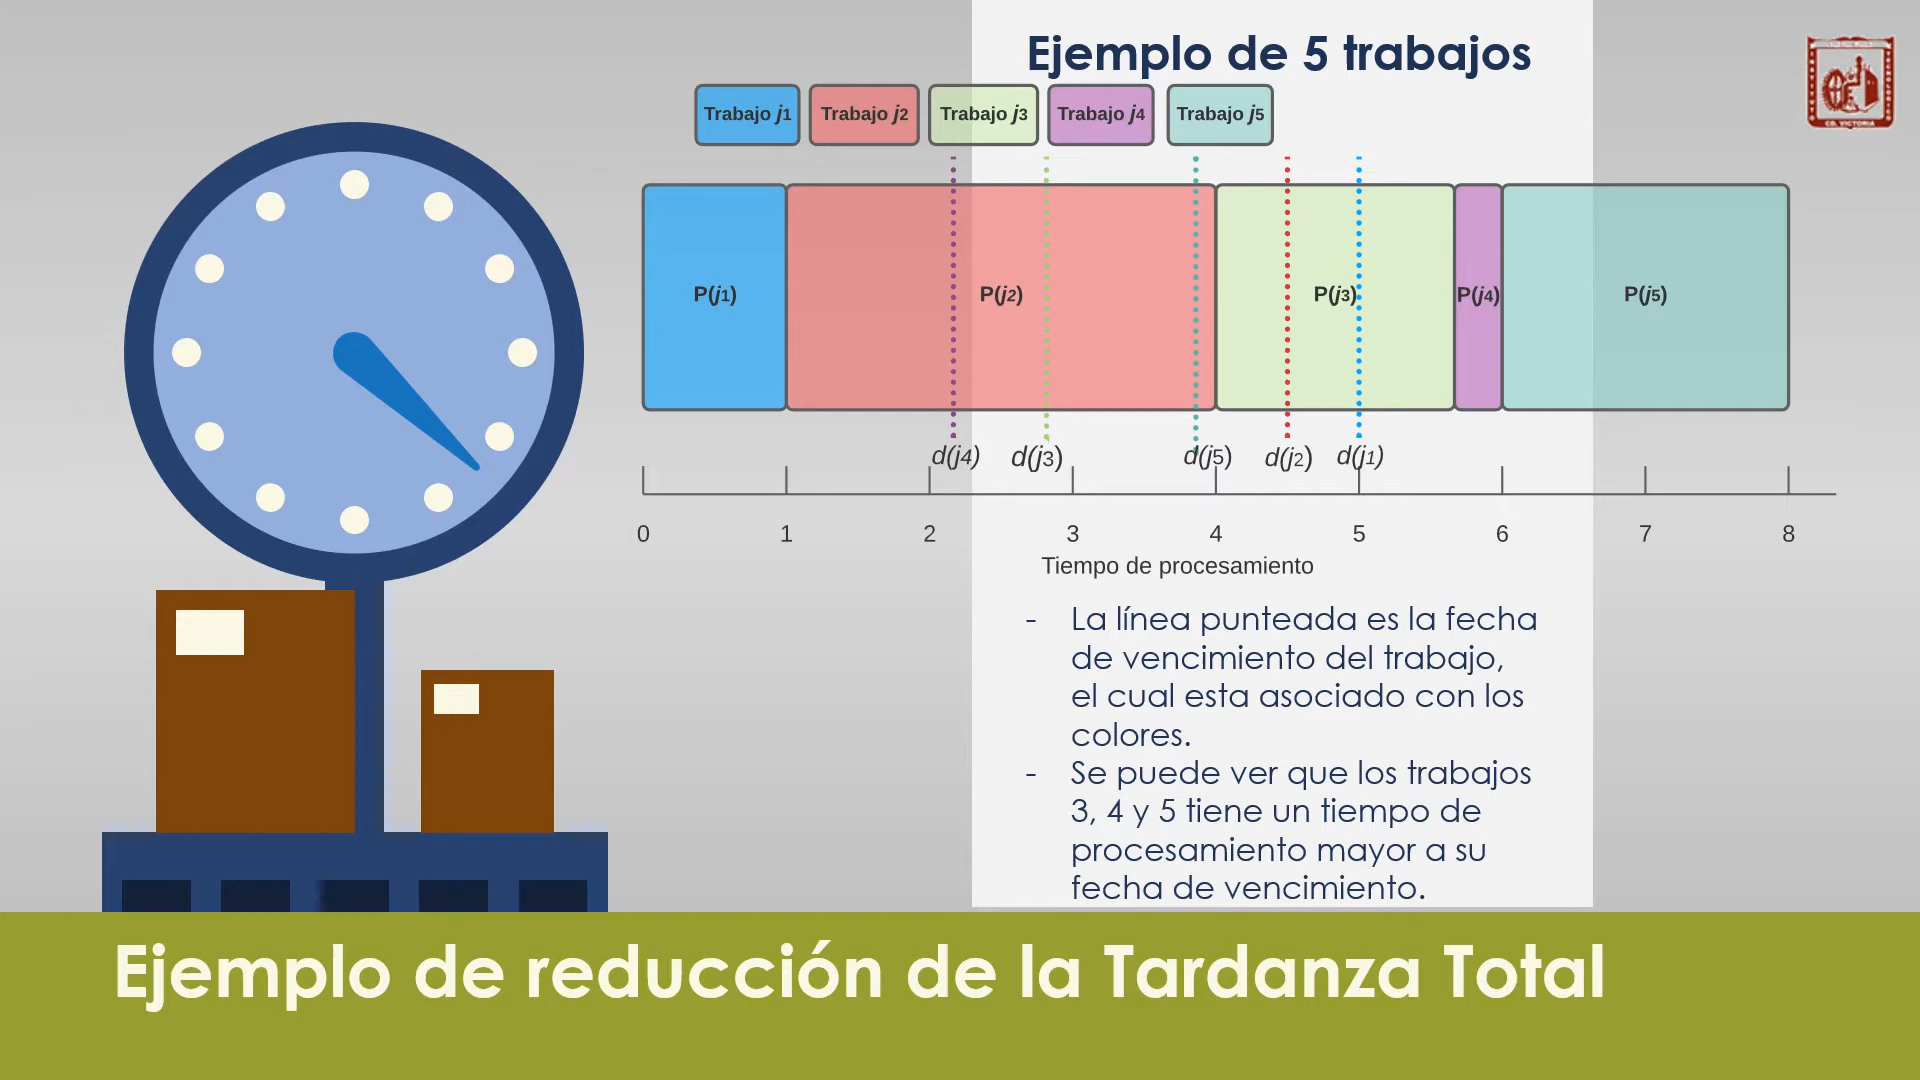 Ejemplo de 5 trabajos
Trabajo j1 Trabajo j2 Trabajo j3 Trabajo j4 Trabajo j5
P(j1) P(j2) P(j3) P(j4) P(j5)
d(j4) d(j3) d(j5) d(j2) d(j1)
0 1 2 3 4 5 6 7 8
Tiempo de procesamiento
- La línea punteada es la fecha
de vencimiento del trabajo,
el cual esta asociado con los
colores.
- Se puede ver que los trabajos
3, 4 y 5 tiene un tiempo de
procesamiento mayor a su
fecha de vencimiento.
CD. VICTORIA
Ejemplo de reducción de la Tardanza Total